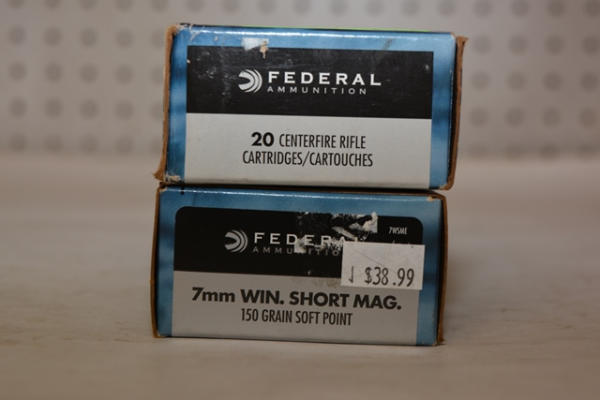 FEDERAL
AMMUNITION
20 CENTERFIRE RIFLE
CARTRIDGES/CARTOUCHES
7WSME
FEDERAL
AMMUNITION
$38.99
7mm WIN. SHORT MAG.
150 GRAIN SOFT POINT